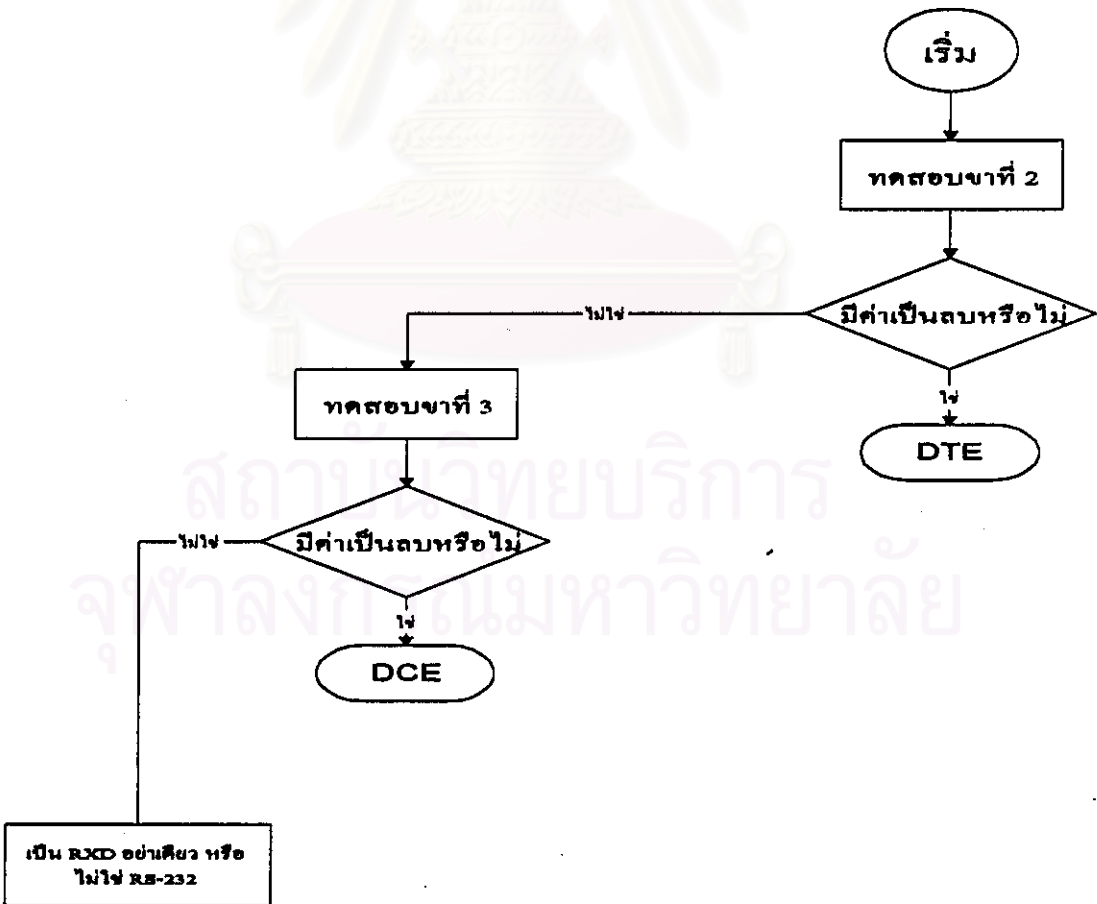 เริ่ม
ทดสอบขาที่ 2
มีค่าเป็นลบหรือไม่
ไม่ใช่
ใช่
DTE
ทดสอบขาที่ 3
มีค่าเป็นลบหรือไม่
ไม่ใช่
ใช่
DCE
เป็น RXD อย่าเดียว หรือ
ไม่ใช่ RS-232
สถาบันวิทยบริการ
จุฬาลงกรณ์มหาวิทยาลัย